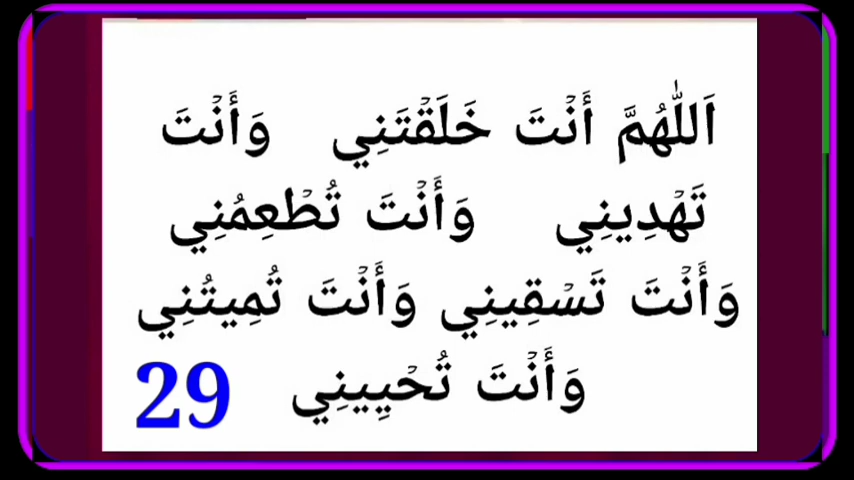 اَللّٰهُمَّ أَنْتَ خَلَقْتَنِي وَأَنْتَ
تَهْدِينِي وَأَنْتَ تُطْعِمُنِي
وَأَنْتَ تَسْقِينِي وَأَنْتَ تُمِيتُنِي
وَأَنْتَ تُحْيِينِي
29